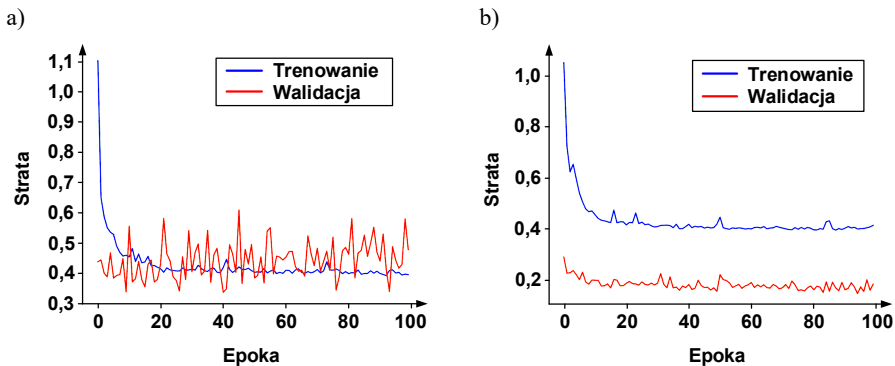 a)
1,1
1,0
0,9
0,8
0,7
0,6
0,5
0,4
0,3
Strata
Trenowanie
Walidacja
0 20 40 60 80 100
Epoka
b)
1,0
0,8
0,6
0,4
0,2
Strata
Trenowanie
Walidacja
0 20 40 60 80 100
Epoka